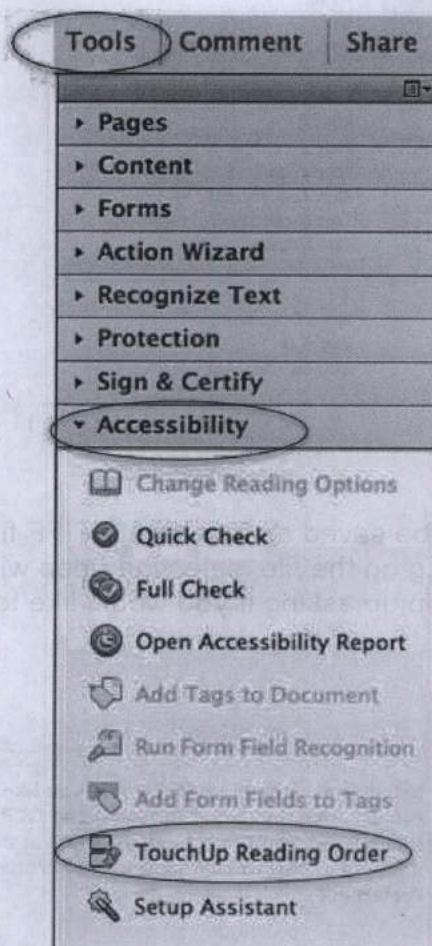 Tools Comment Share
Pages
Content
Forms
Action Wizard
Recognize Text
Protection
Sign & Certify
Accessibility
Change Reading Options
Quick Check
Full Check
Open Accessibility Report
Add Tags to Document
Run Form Field Recognition
Add Form Fields to Tags
TouchUp Reading Order
Setup Assistant